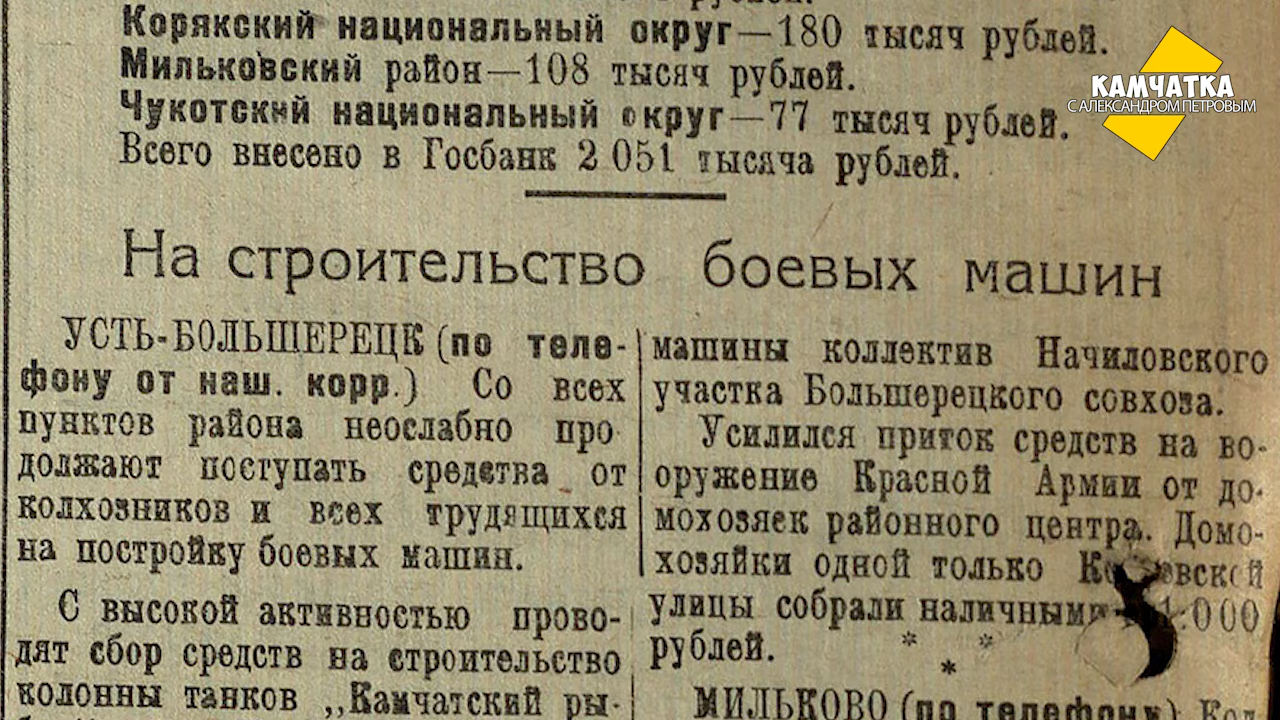 Корякский национальный округ—180 тысяч рублей.
Мильковский район—108 тысяч рублей.
Чукотский национальный округ—77 тысяч рублей.
Всего внесено в Госбанк 2 051 тысяча рублей.
КАМЧАТКА
С АЛЕКСАНДРОМ ПЕТРОВЫМ
На строительство боевых машин
УСТЬ-БОЛЬШЕРЕЦК (по теле-
фону от наш. корр.) Со всех
пунктов района неослабно про
должают поступать средства от
колхозников и всех трудящихся
на постройку боевых машин.
С высокой активностью прово-
дят сбор средств на строительство
колонны танков ,,Камчатский ры-
машины коллектив Начиловского
участка Большерецкого совхоза.
Усилился приток средств на во-
оружение Красной Армии от до-
мохозяек районного центра. Домо-
хозяйки одной только
улицы собрали наличными
рублей.
* * *
МИЛЬКОВО (по телефону)